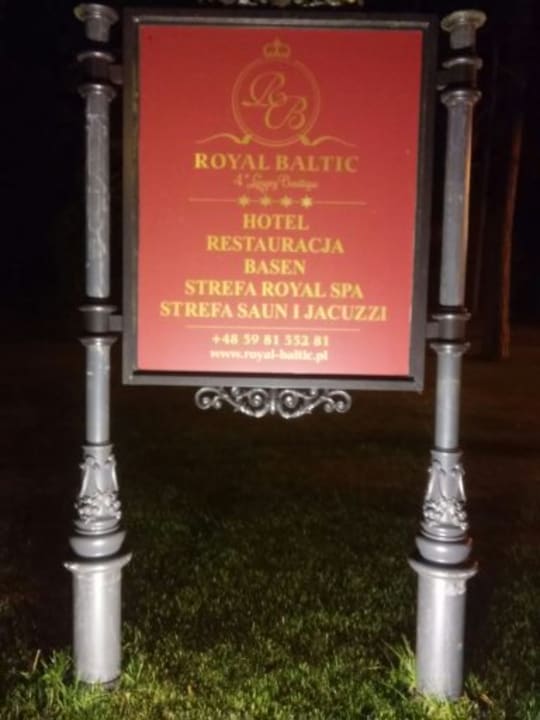 RB
ROYAL BALTIC
4* Luxury Boutique
HOTEL
RESTAURACJA
BASEN
STREFA ROYAL SPA
STREFA SAUN I JACUZZI
+48 59 81 352 81
www.royal-baltic.pl